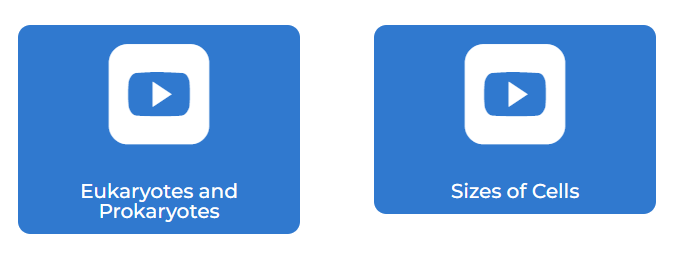 Eukaryotes and
Prokaryotes
Sizes of Cells